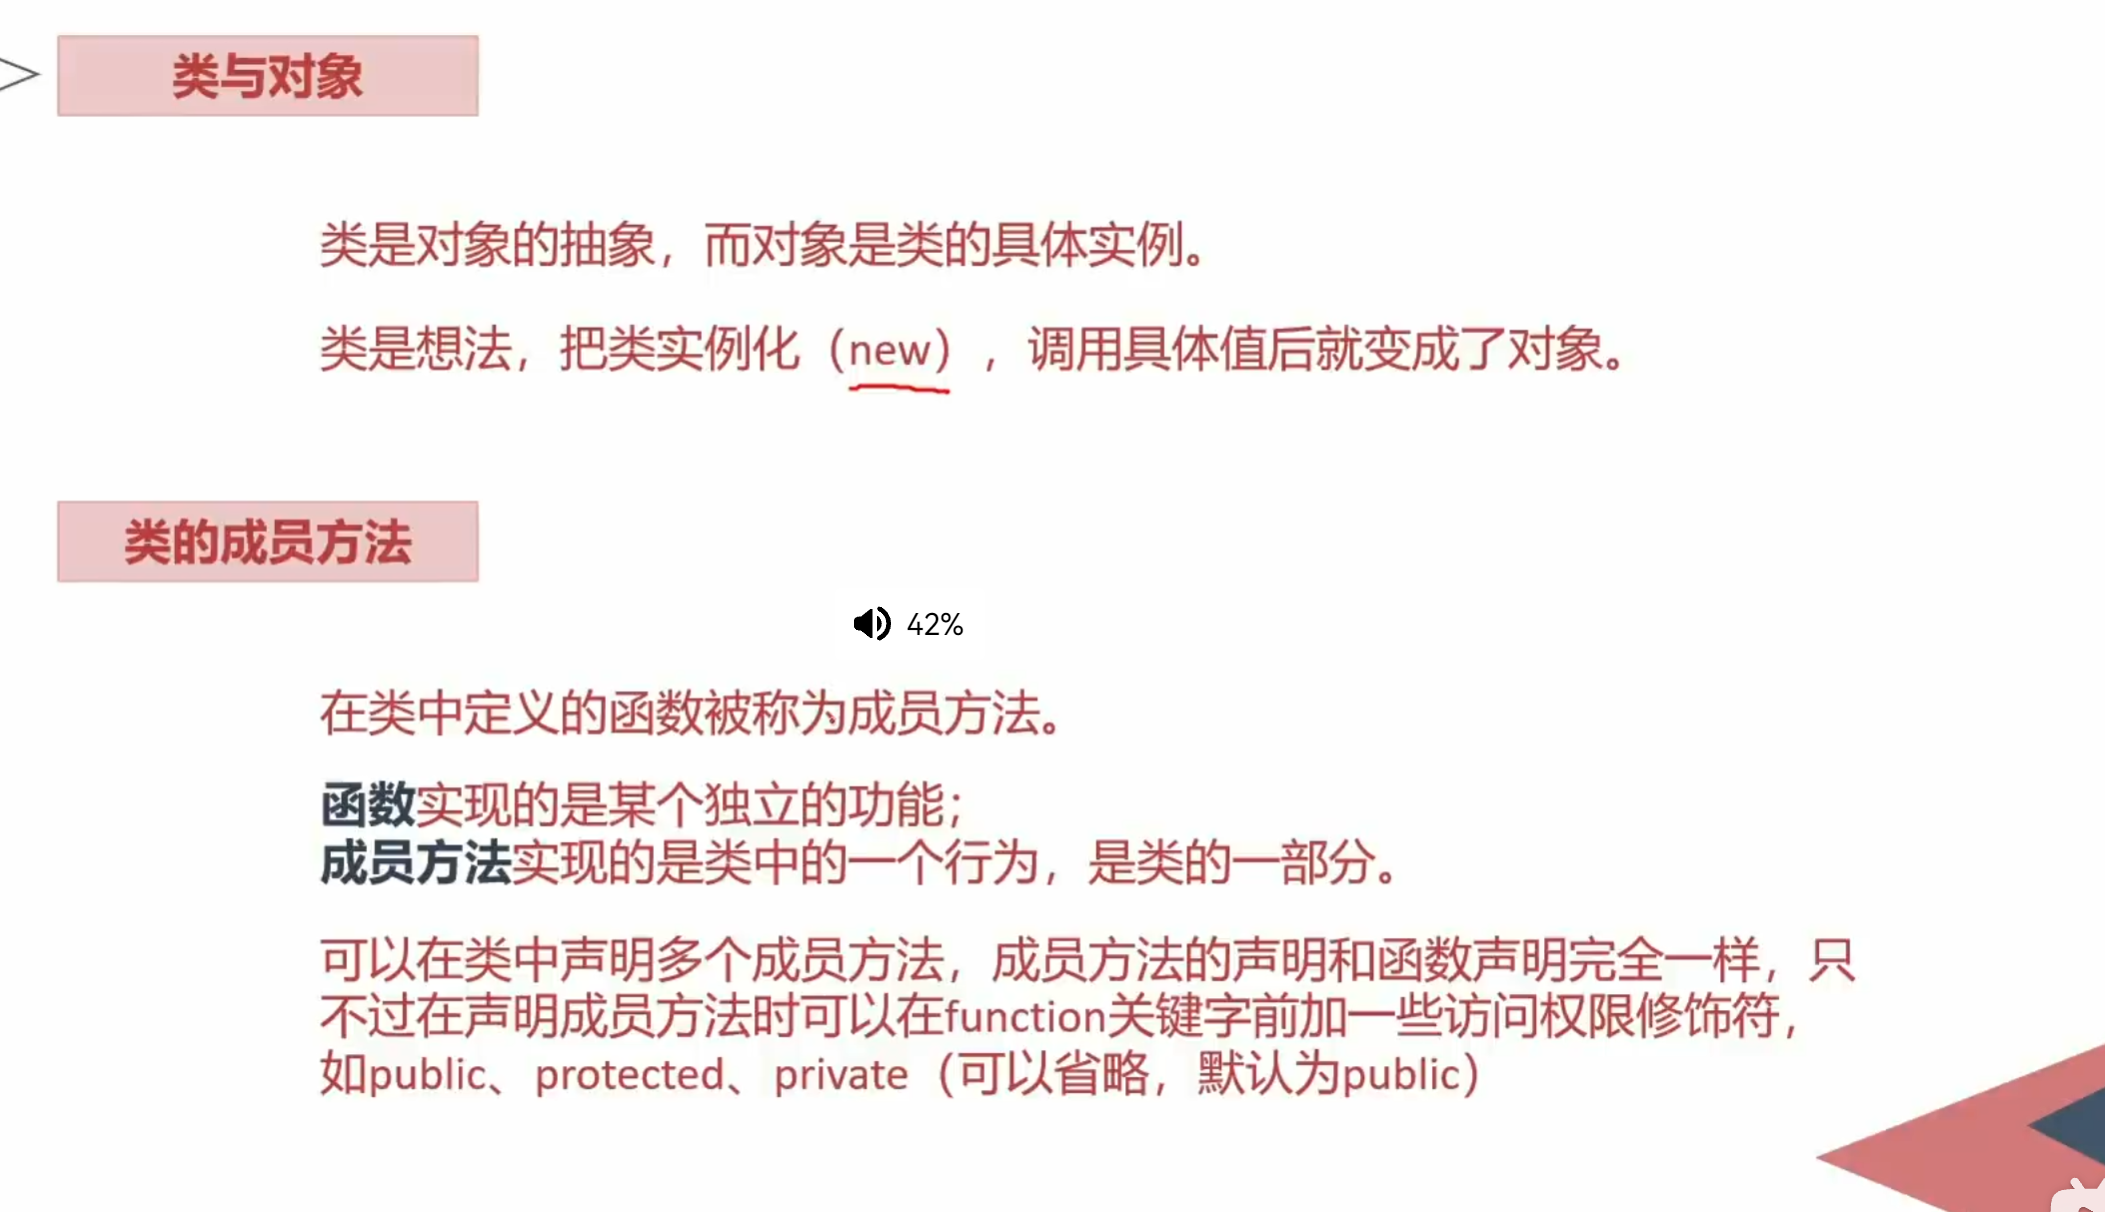 类与对象
类是对象的抽象，而对象是类的具体实例。
类是想法，把类实例化（new），调用具体值后就变成了对象。
类的成员方法
42%
在类中定义的函数被称为成员方法。
函数实现的是某个独立的功能；
成员方法实现的是类中的一个行为，是类的一部分。
可以在类中声明多个成员方法，成员方法的声明和函数声明完全一样，只
不过在声明成员方法时可以在function关键字前加一些访问权限修饰符，
如public、protected、private（可以省略，默认为public）